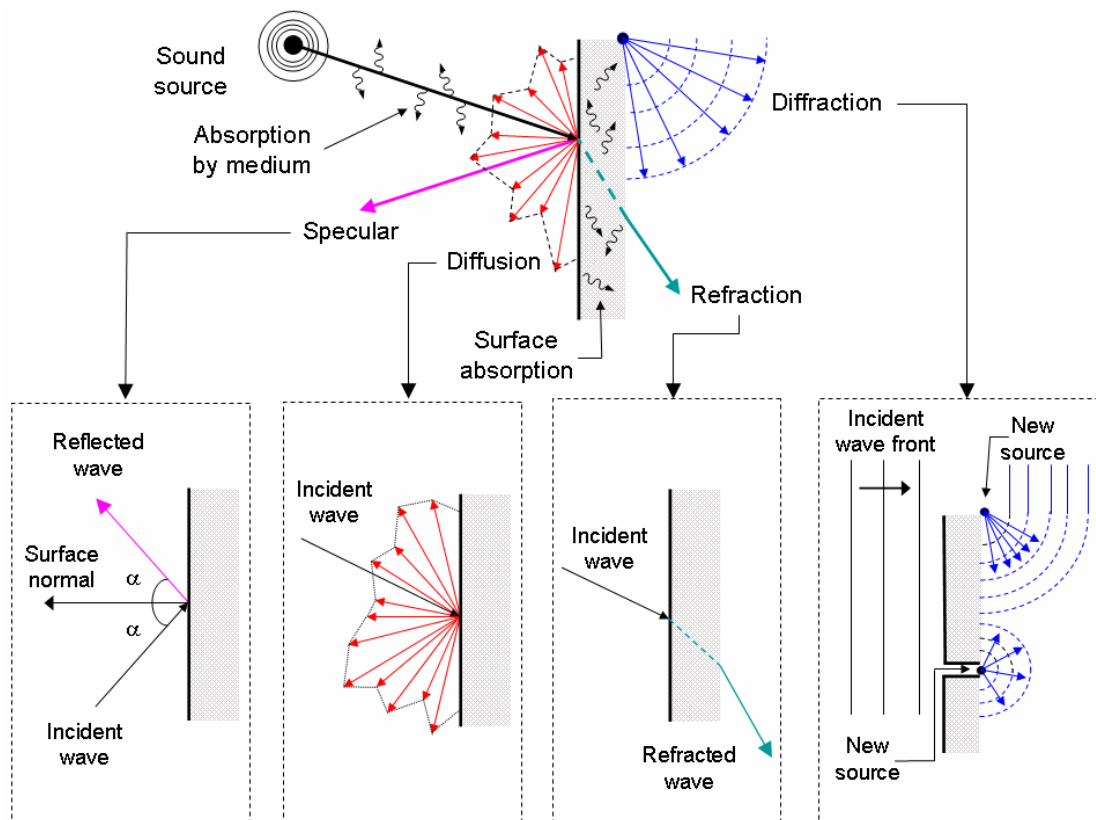 Sound
source
Absorption
by medium
Diffraction
Specular
Diffusion
Refraction
Surface
absorption
Reflected
wave
Surface
normal
α
α
Incident
wave
Incident
wave
Incident
wave
Refracted
wave
Incident
wave front
New
source
New
source